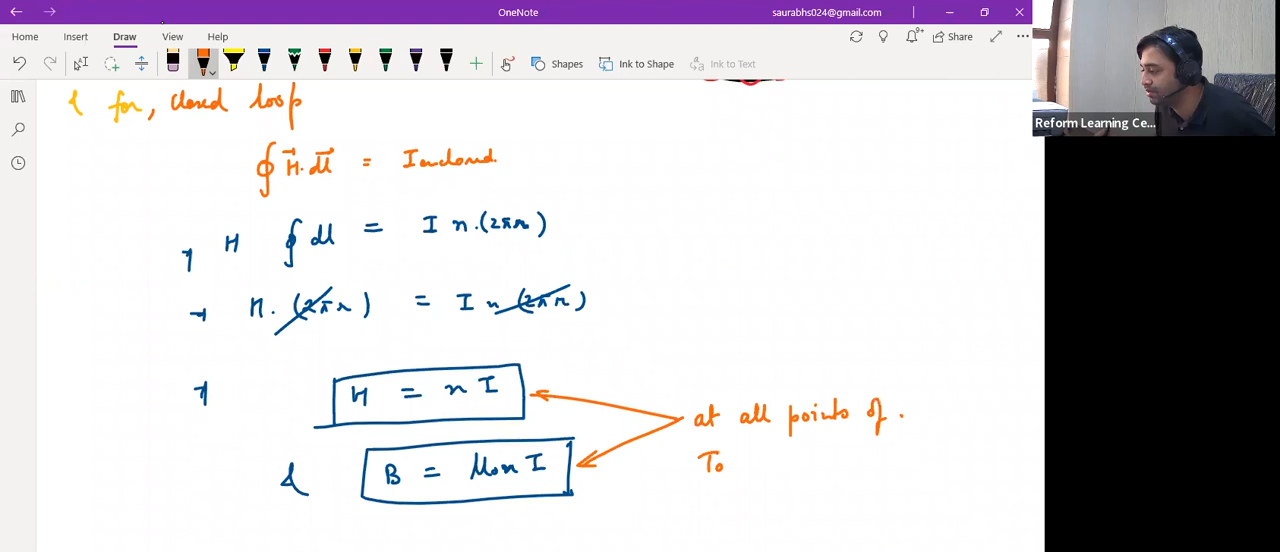 OneNote
saurabhs024@gmail.com
Home Insert Draw View Help
9+ Share
Shapes Ink to Shape Ink to Text
Reform Learning Ce...
& for, closed loop
∮ H⃗. dl⃗ = Ienclosed.
→ H ∮ dl = I n.(2πr)
→ H. (2πr) = I n (2πr)
→ H = nI
& B = μ₀nI
at all points of.
To